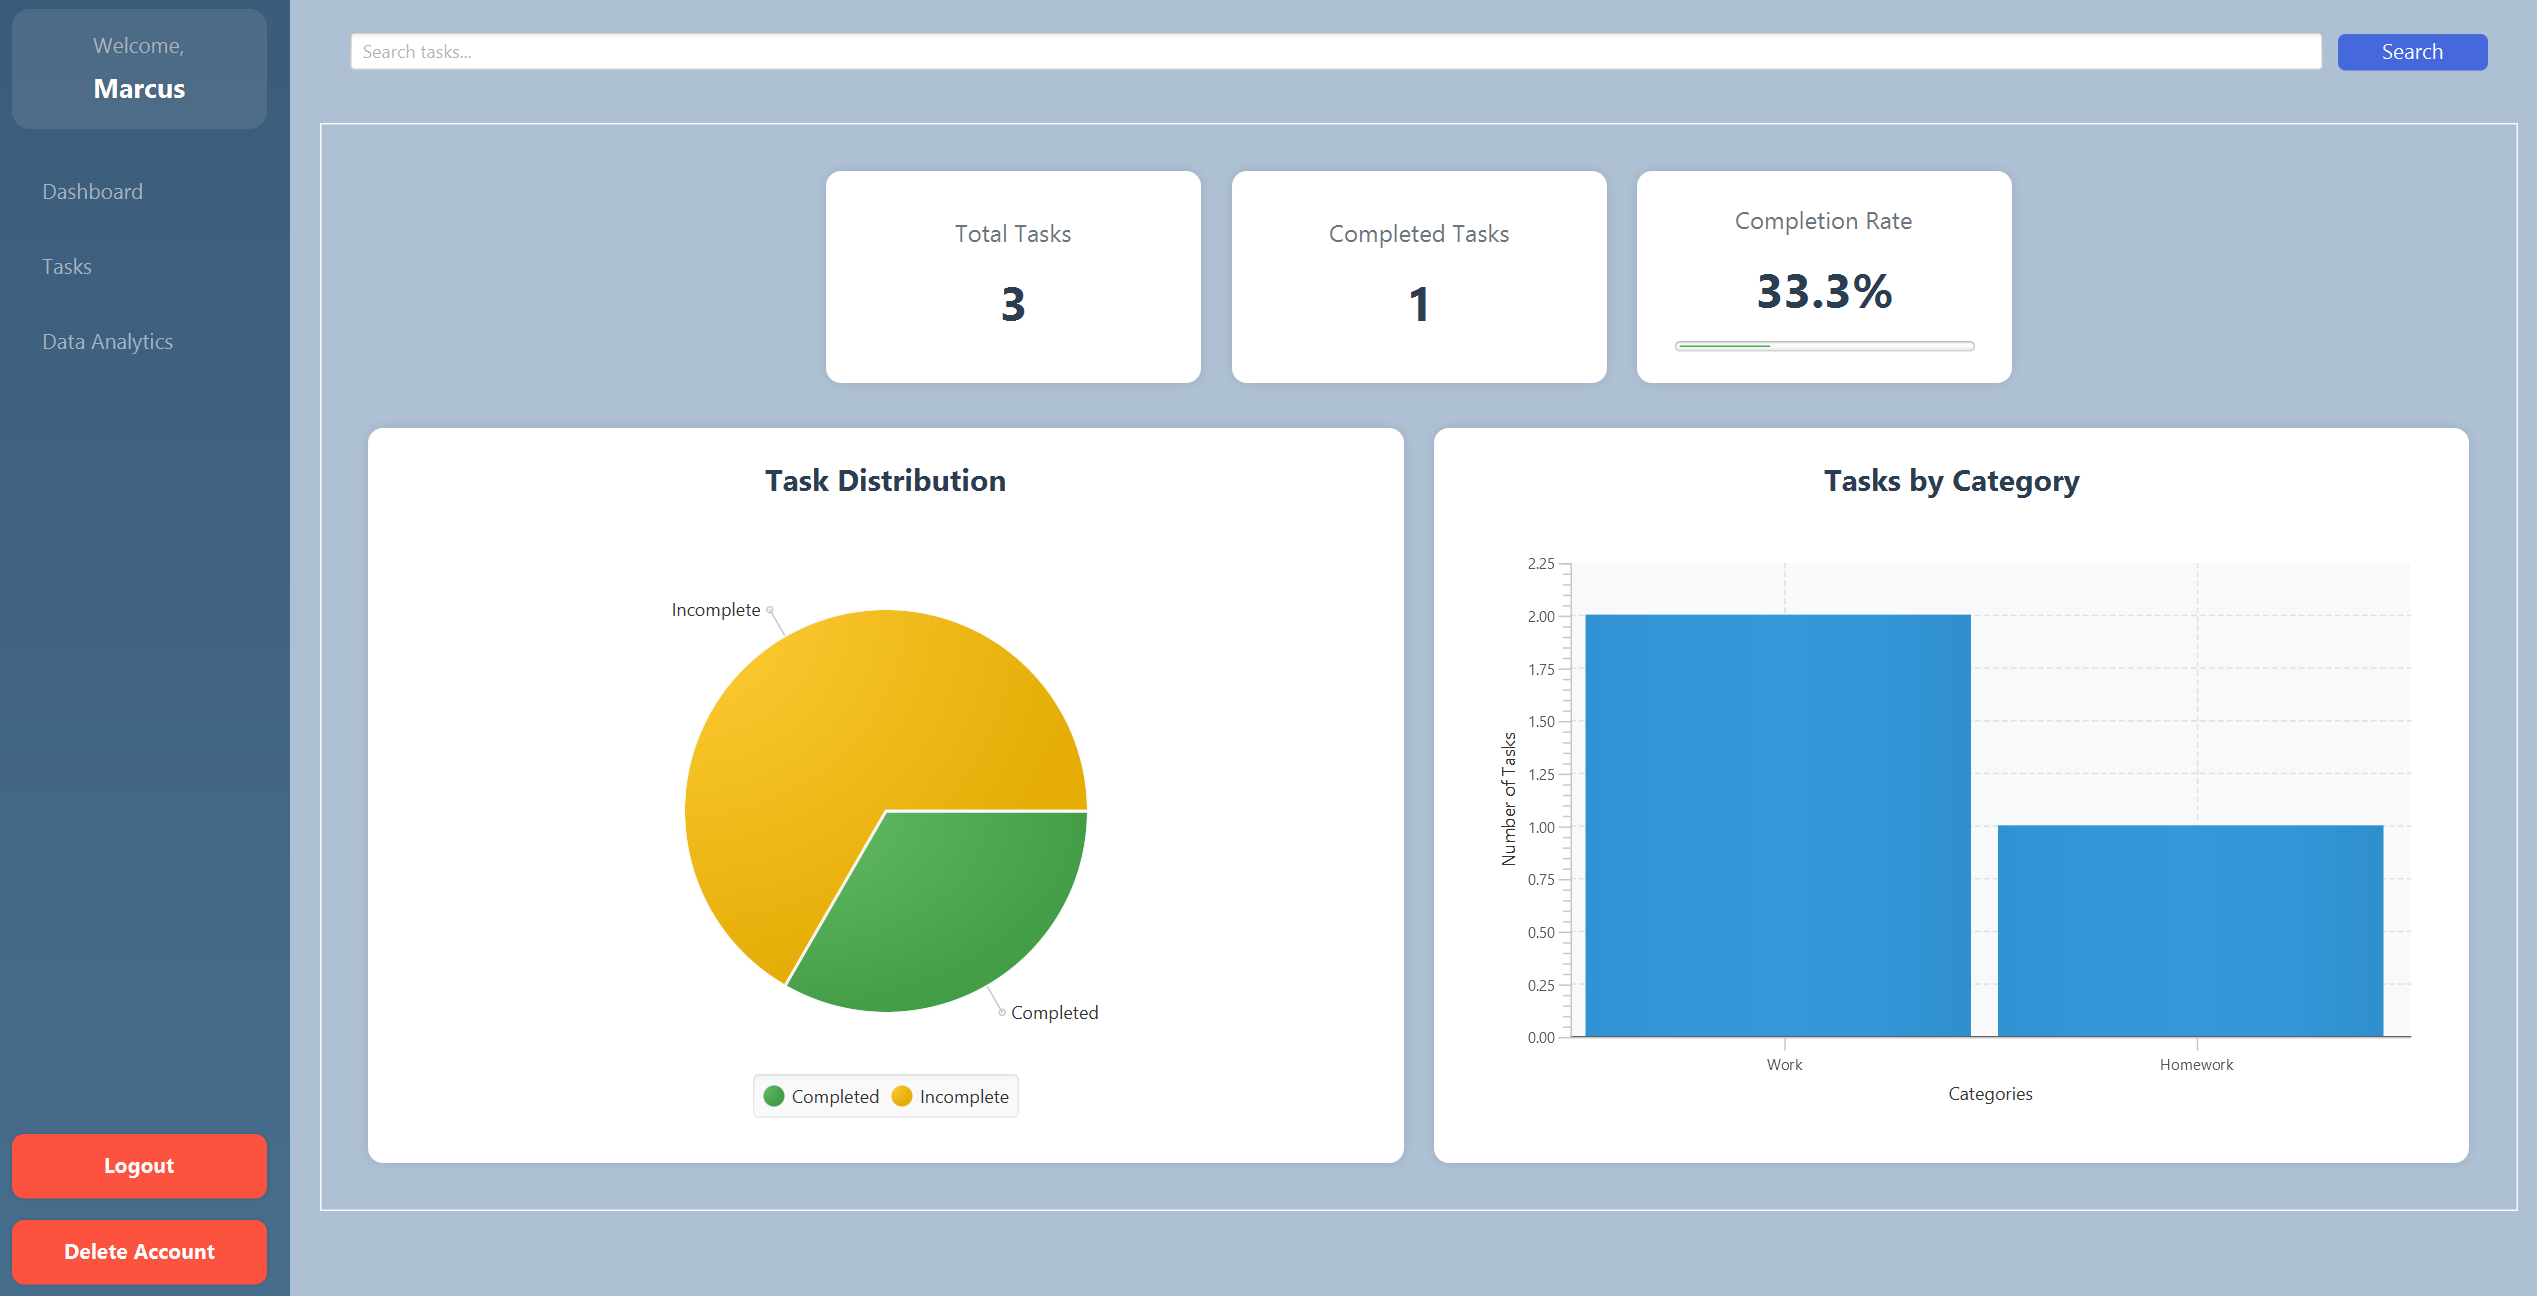 Welcome,
Marcus
Dashboard
Tasks
Data Analytics
Logout
Delete Account
Search tasks...
Search
Total Tasks
3
Completed Tasks
1
Completion Rate
33.3%
Task Distribution
Incomplete
Completed
Completed Incomplete
Tasks by Category
Number of Tasks
2.25
2.00
1.75
1.50
1.25
1.00
0.75
0.50
0.25
0.00
Work Homework
Categories